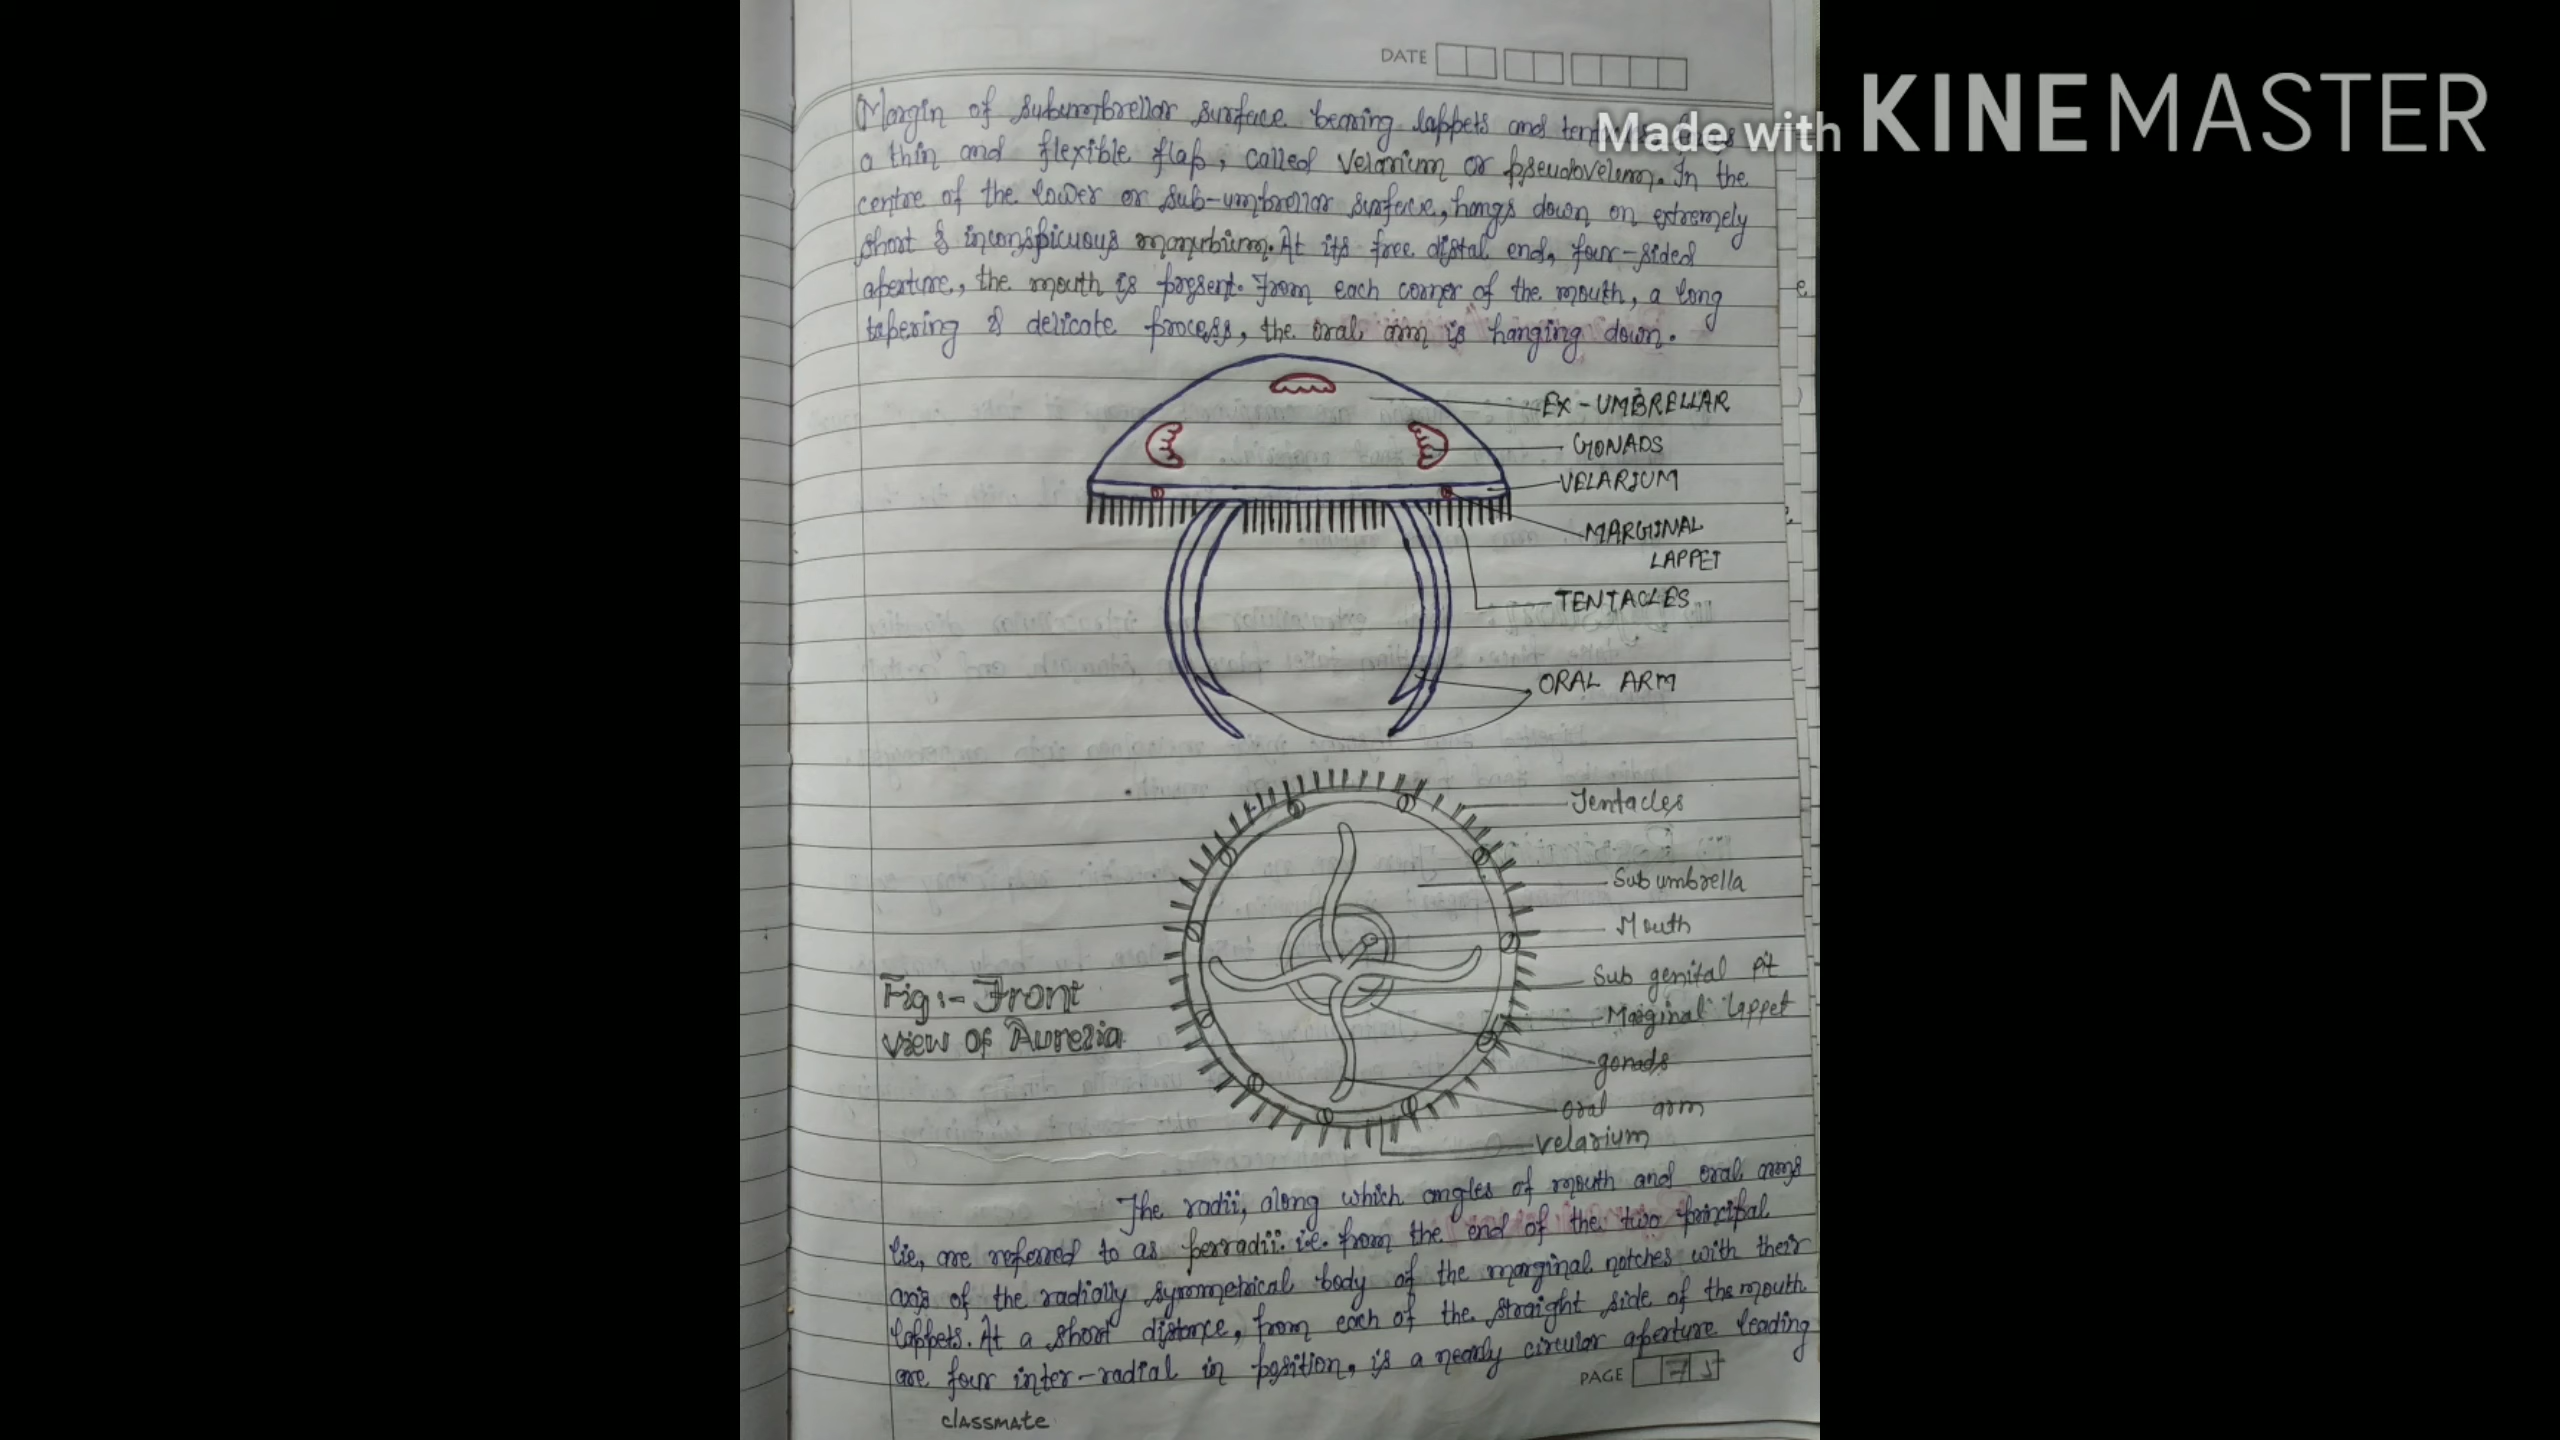 DATE
Made with KINEMASTER
Margin of subumbrellar surface bearing lappets and
a thin and flexible flap, called Velarium or pseudovelum. In the
centre of the lower or sub-umbrellar surface, hangs down an extremely
short & inconspicuous manubrium. At its free distal end, four-sided
aperture, the mouth is present. From each corner of the mouth, a long
tapering & delicate process, the oral arm is hanging down.
EX-UMBRELLAR
GONADS
VELARIUM
MARGINAL
LAPPET
TENTACLES
ORAL ARM
Tentacles
Subumbrella
Mouth
Sub genital pit
Marginal lappet
gonads
oral arm
velarium
Fig:- Front
view of Aurelia
The radii, along which angles of mouth and oral arms
lie, are referred to as perradii. i.e. from the end of the two principal
axis of the radially symmetrical body of the marginal notches with their
lappets. At a short distance, from each of the straight side of the mouth
are four inter-radial in position, is a nearly circular aperture leading
PAGE 75
classmate